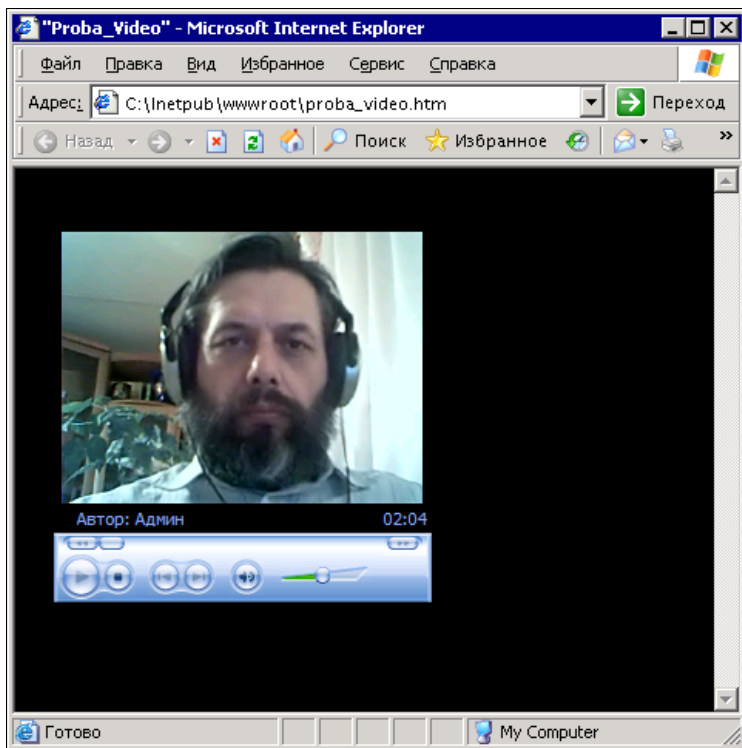 "Proba_Video" - Microsoft Internet Explorer
Файл Правка Вид Избранное Сервис Справка
Адрес: C:\Inetpub\wwwroot\proba_video.htm Переход
Назад Поиск Избранное »
Автор: Админ 02:04
Готово My Computer